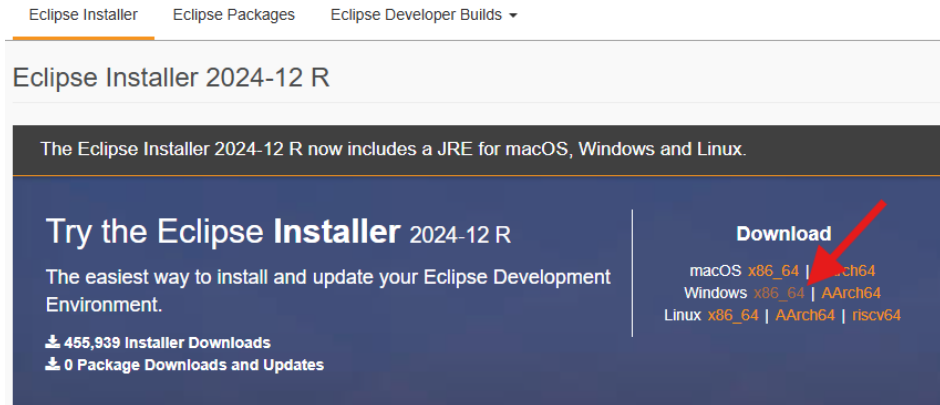 Eclipse Installer Eclipse Packages Eclipse Developer Builds
Eclipse Installer 2024-12 R
The Eclipse Installer 2024-12 R now includes a JRE for macOS, Windows and Linux.
Try the Eclipse Installer 2024-12 R
The easiest way to install and update your Eclipse Development
Environment.
455,939 Installer Downloads
0 Package Downloads and Updates
Download
macOS x86_64 |
Windows x86_64 | AArch64
Linux x86_64 | AArch64 | riscv64